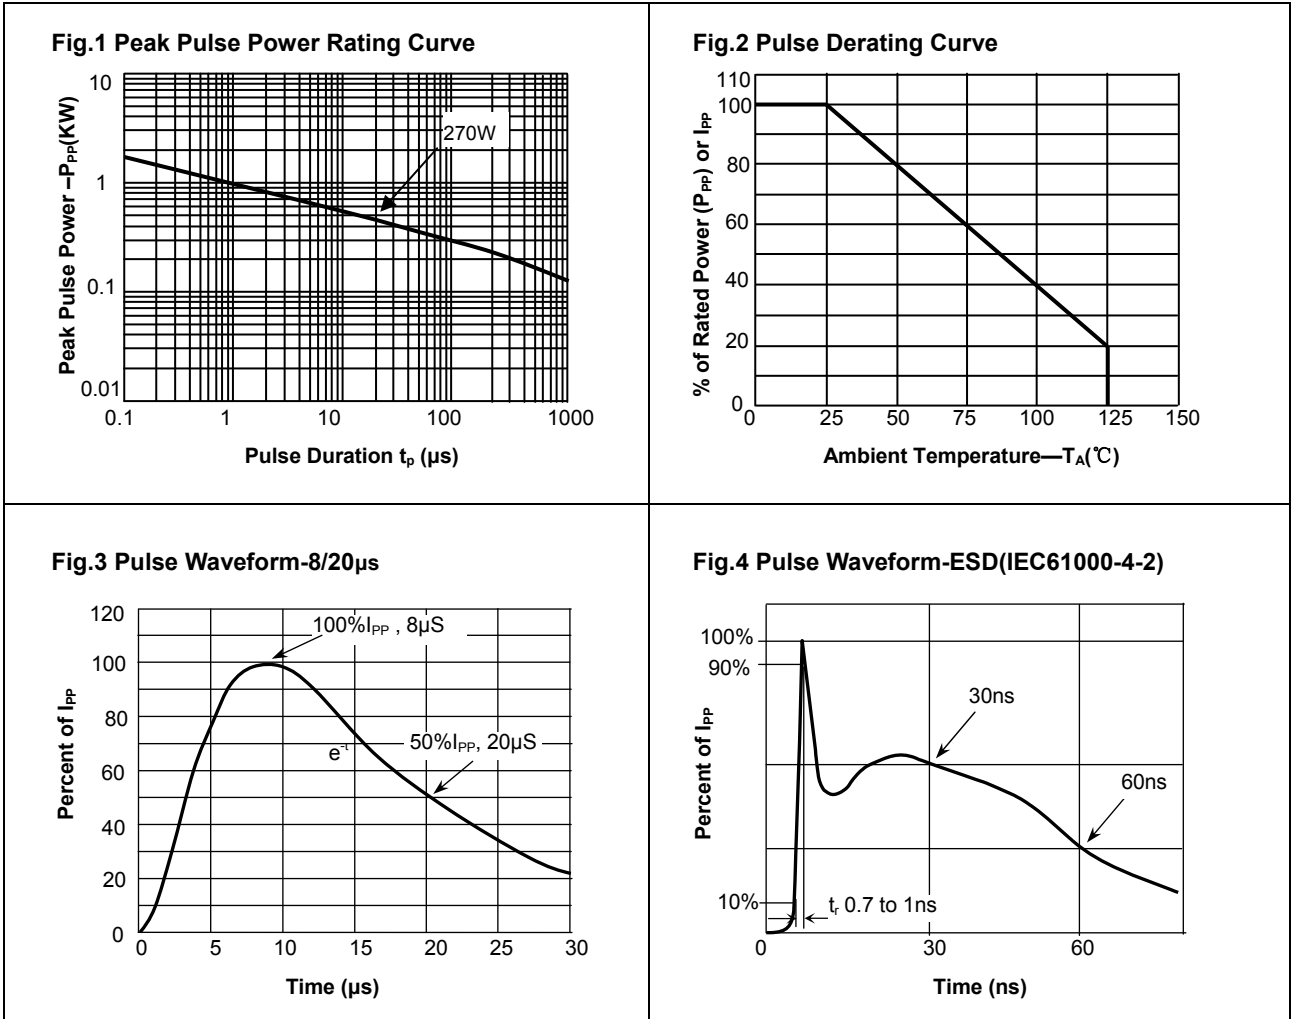 Fig.1 Peak Pulse Power Rating Curve
10
1
0.1
0.01
Peak Pulse Power –PPP(KW)
270W
0.1 1 10 100 1000
Pulse Duration tp (µs)
Fig.2 Pulse Derating Curve
110
100
80
60
40
20
0
% of Rated Power (PPP) or IPP
0 25 50 75 100 125 150
Ambient Temperature—TA(℃)
Fig.3 Pulse Waveform-8/20µs
120
100
80
60
40
20
0
Percent of IPP
100%IPP , 8µS
e-t
50%IPP, 20µS
0 5 10 15 20 25 30
Time (µs)
Fig.4 Pulse Waveform-ESD(IEC61000-4-2)
100%
90%
10%
Percent of IPP
30ns
60ns
tr 0.7 to 1ns
0 30 60
Time (ns)